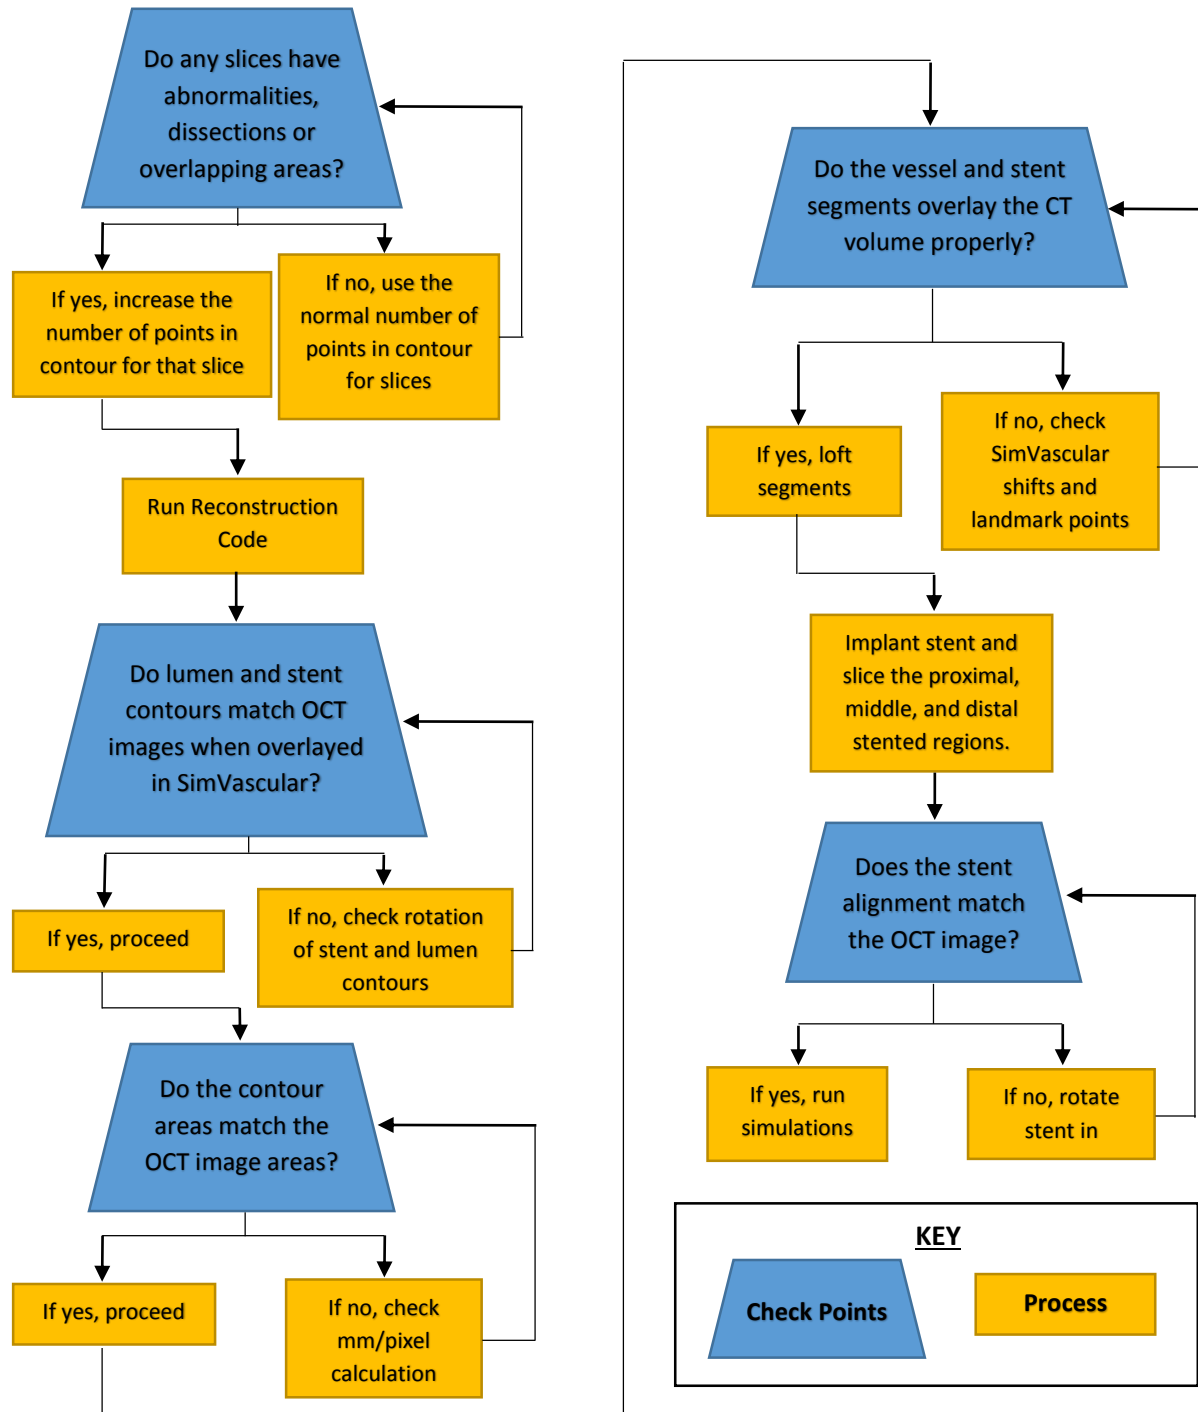 Do any slices have
abnormalities,
dissections or
overlapping areas?
If yes, increase the
number of points in
contour for that slice
If no, use the
normal number of
points in contour
for slices
Run Reconstruction
Code
Do lumen and stent
contours match OCT
images when overlayed
in SimVascular?
If yes, proceed
If no, check rotation
of stent and lumen
contours
Do the contour
areas match the
OCT image areas?
If yes, proceed
If no, check
mm/pixel
calculation
Do the vessel and stent
segments overlay the CT
volume properly?
If yes, loft
segments
If no, check
SimVascular
shifts and
landmark points
Implant stent and
slice the proximal,
middle, and distal
stented regions.
Does the stent
alignment match
the OCT image?
If yes, run
simulations
If no, rotate
stent in
KEY
Check Points
Process